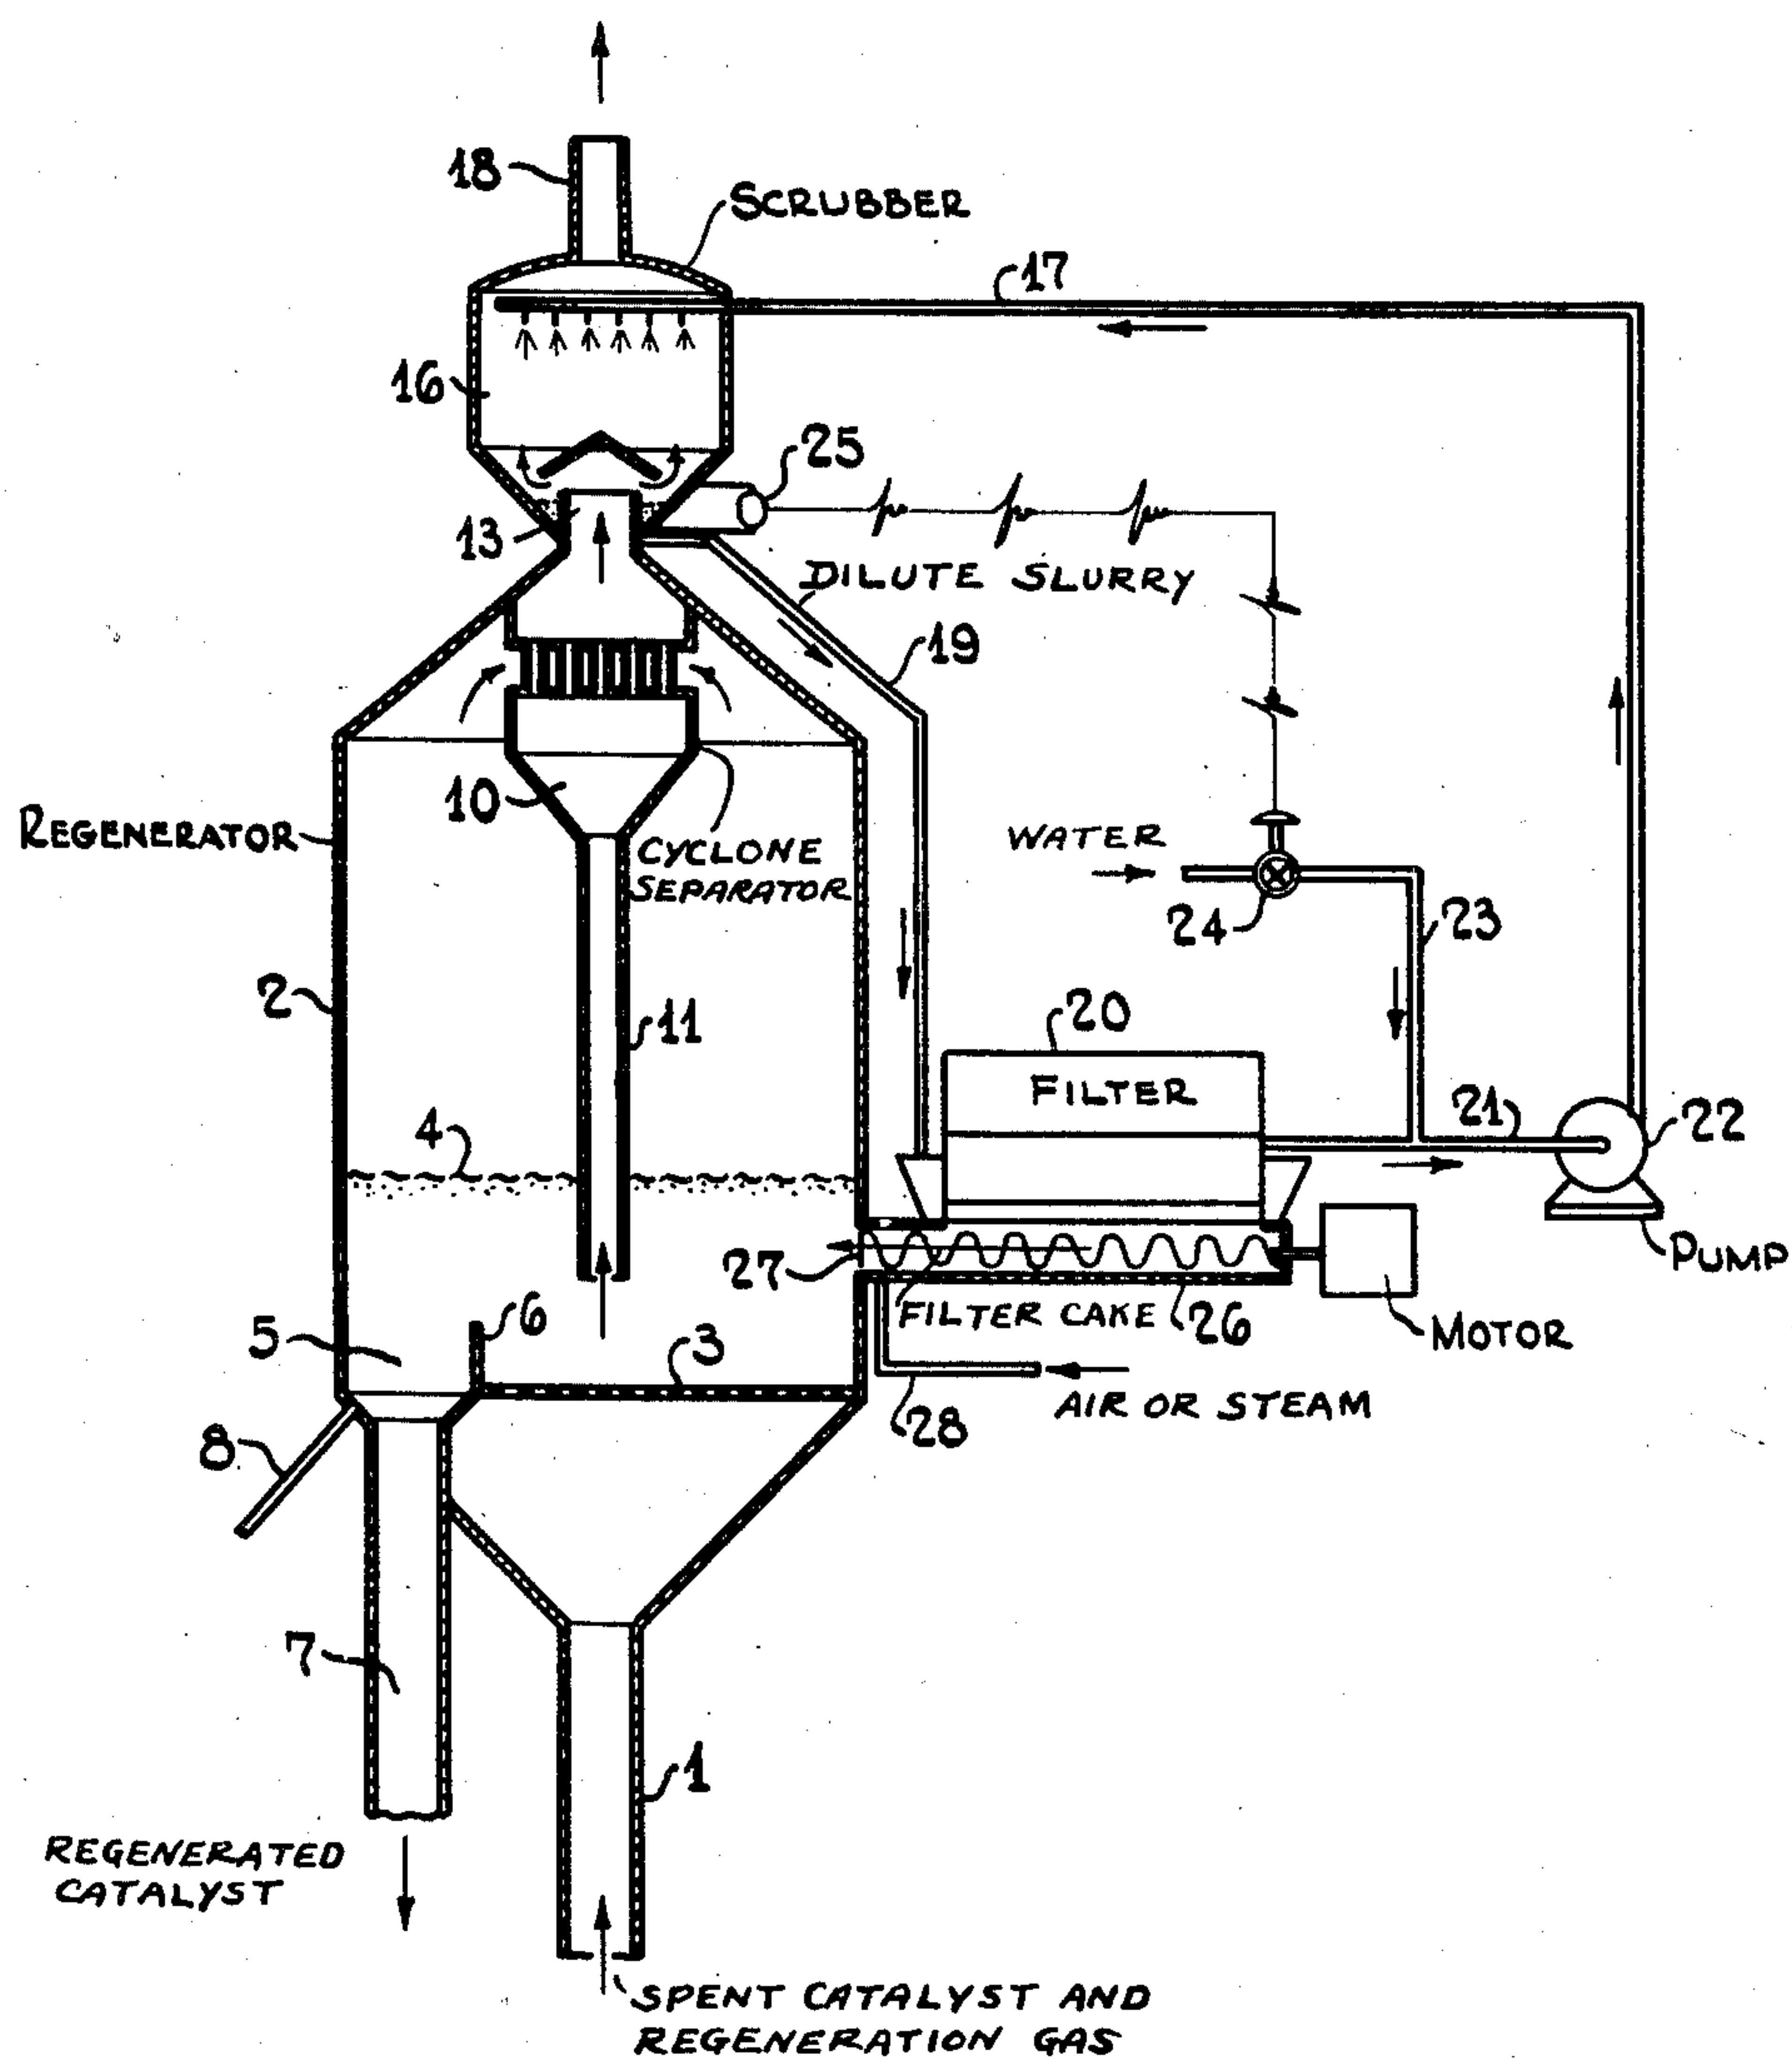 18
SCRUBBER
17
16
25
13
DILUTE SLURRY
19
10
REGENERATOR
CYCLONE
SEPARATOR
WATER
24
23
2
11
20
FILTER
4
21
22
27
PUMP
FILTER CAKE
26
MOTOR
5
6
3
28
AIR OR STEAM
8
7
1
REGENERATED
CATALYST
SPENT CATALYST AND
REGENERATION GAS